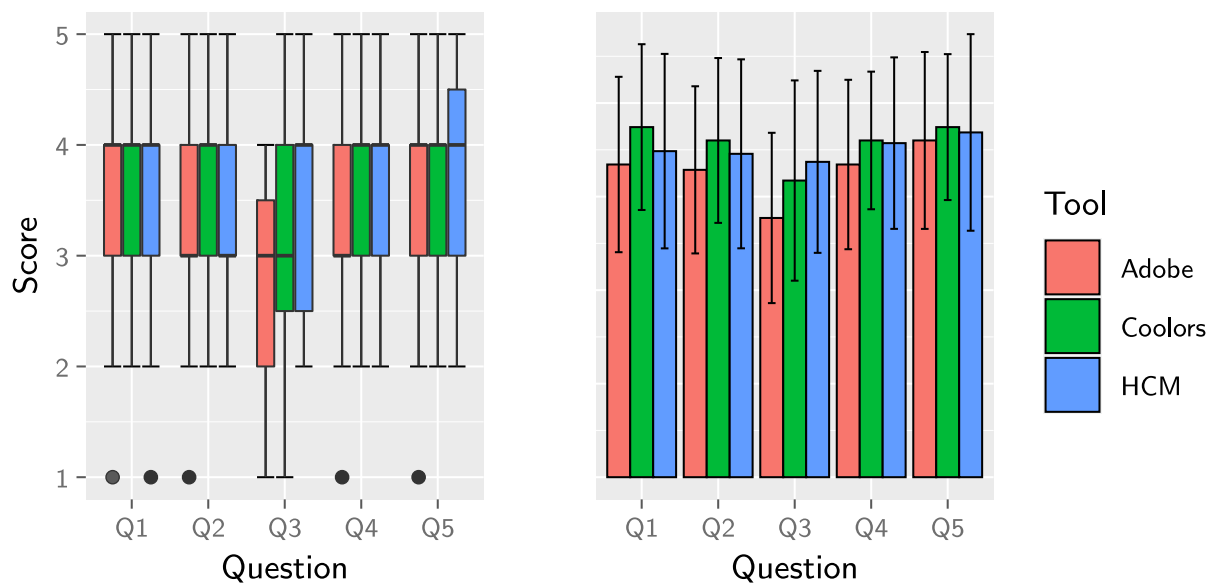 Score
5
4
3
2
1
Q1 Q2 Q3 Q4 Q5
Question
Q1 Q2 Q3 Q4 Q5
Question
Tool
Adobe
Coolors
HCM